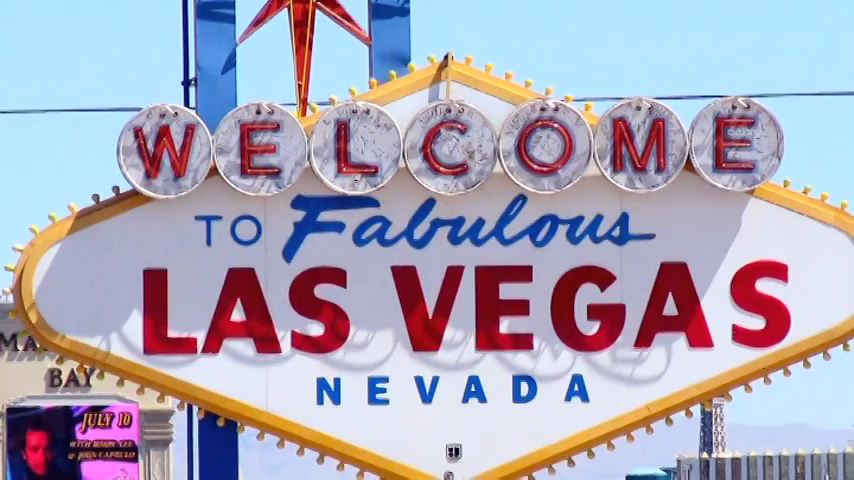 WELCOME
TO Fabulous
LAS VEGAS
NEVADA
BAY
JULY 10